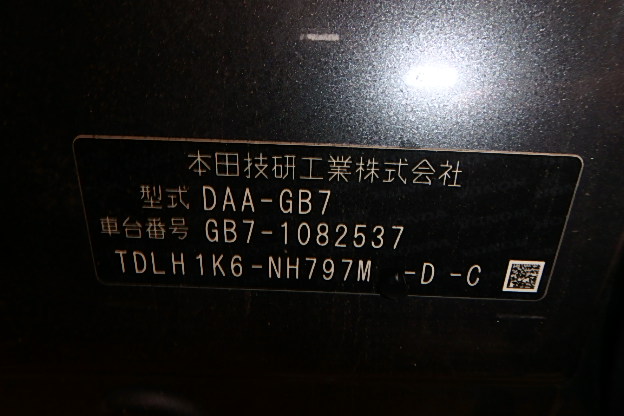 本田技研工業株式会社
型式 DAA-GB7
車台番号 GB7-1082537
TDLH1K6-NH797M -D-C